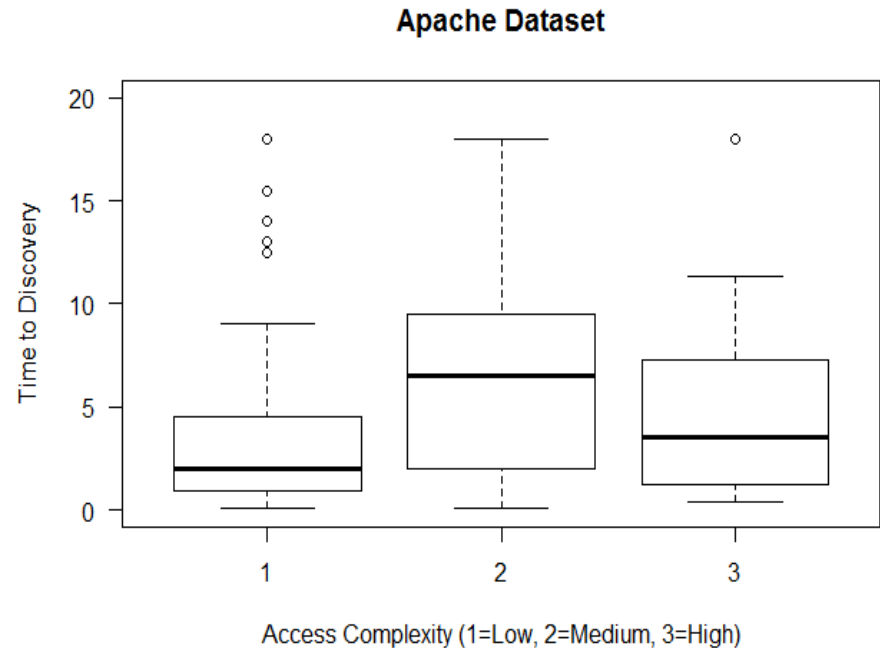 Apache Dataset
Time to Discovery
20
15
10
5
0
1 2 3
Access Complexity (1=Low, 2=Medium, 3=High)